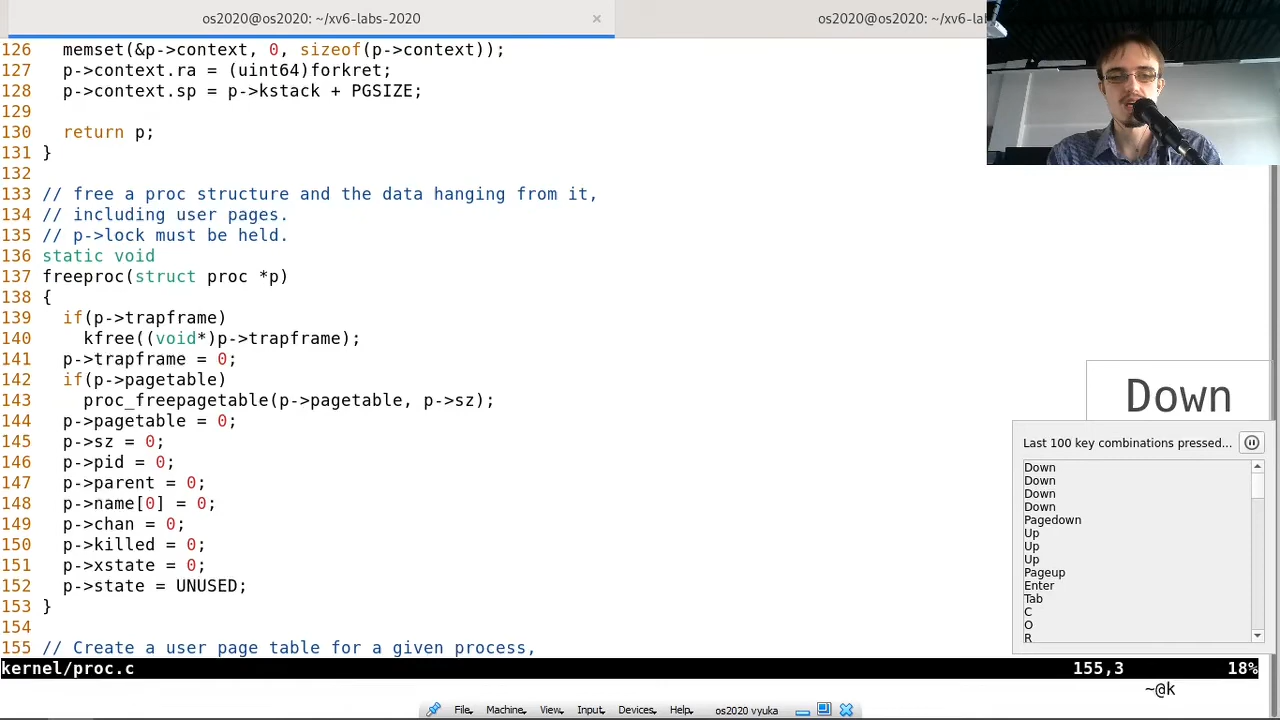 os2020@os2020: ~/xv6-labs-2020 × os2020@os2020: ~/xv6-lab
126 memset(&p->context, 0, sizeof(p->context));
127 p->context.ra = (uint64)forkret;
128 p->context.sp = p->kstack + PGSIZE;
129
130 return p;
131 }
132
133 // free a proc structure and the data hanging from it,
134 // including user pages.
135 // p->lock must be held.
136 static void
137 freeproc(struct proc *p)
138 {
139 if(p->trapframe)
140 kfree((void*)p->trapframe);
141 p->trapframe = 0;
142 if(p->pagetable)
143 proc_freepagetable(p->pagetable, p->sz);
144 p->pagetable = 0;
145 p->sz = 0;
146 p->pid = 0;
147 p->parent = 0;
148 p->name[0] = 0;
149 p->chan = 0;
150 p->killed = 0;
151 p->xstate = 0;
152 p->state = UNUSED;
153 }
154
155 // Create a user page table for a given process,
kernel/proc.c 155,3 18%
~@k
Down
Last 100 key combinations pressed...
Down
Down
Down
Down
Pagedown
Up
Up
Up
Pageup
Enter
Tab
C
O
R
File Machine View Input Devices Help os2020 vyuka